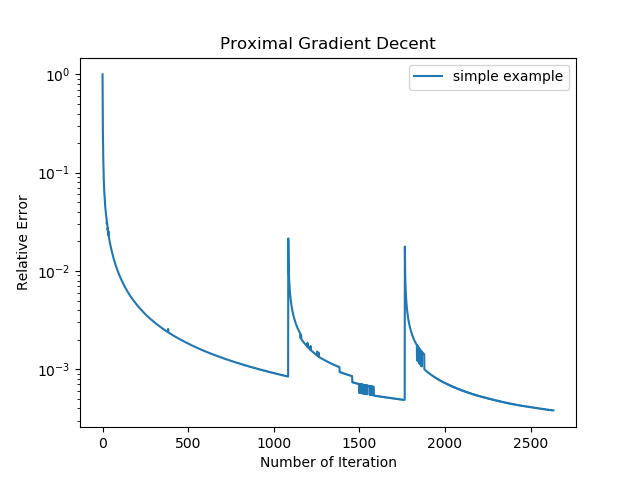 Proximal Gradient Decent
simple example
Relative Error
10⁰
10⁻¹
10⁻²
10⁻³
0 500 1000 1500 2000 2500
Number of Iteration